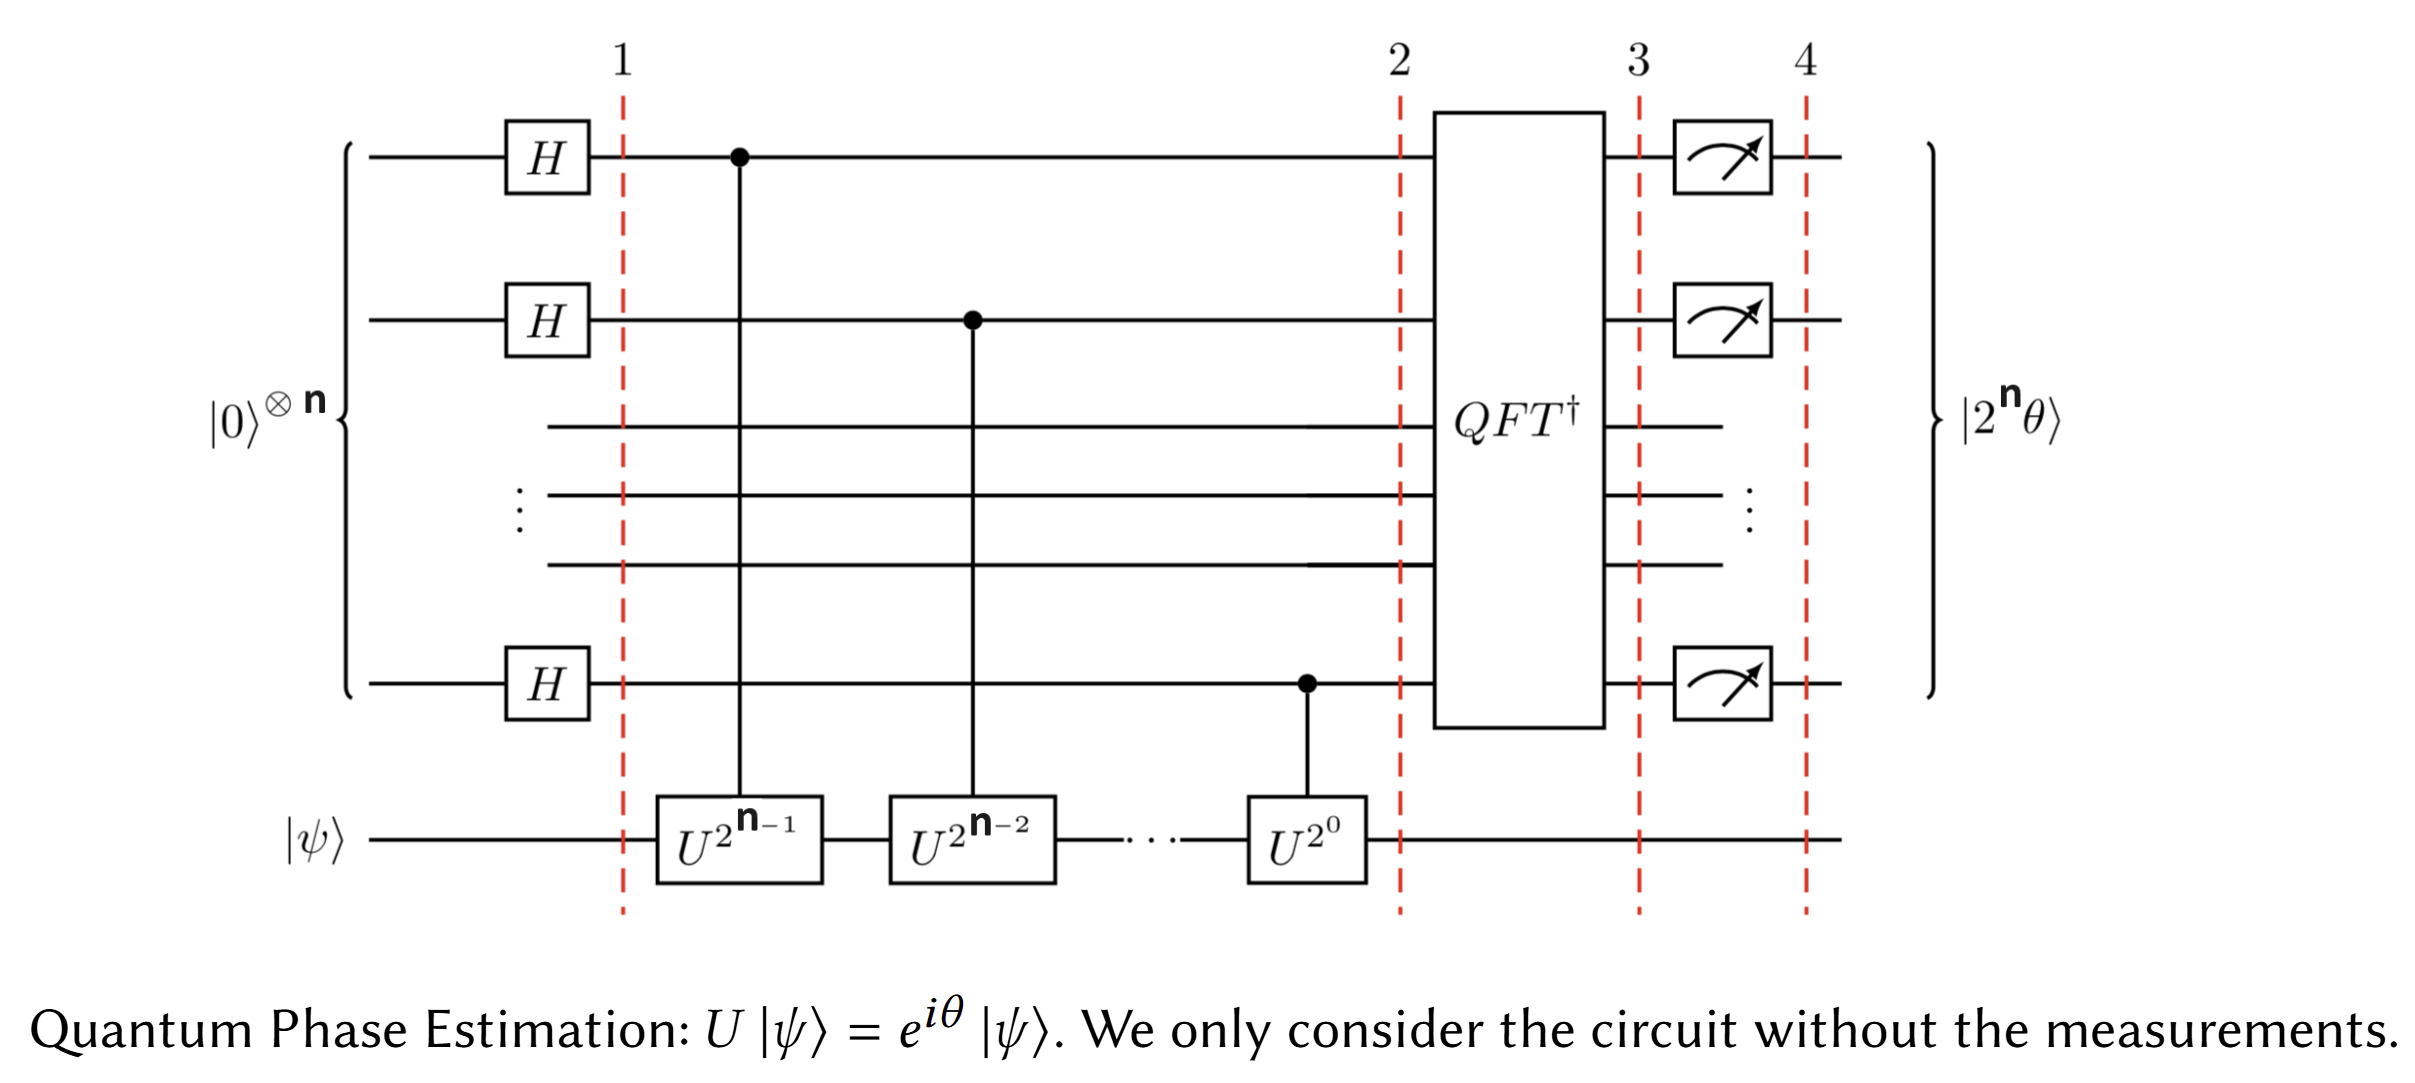 1 2 3 4
H
H
|0⟩^{⊗ n} QFT^† |2^n θ⟩
⋮ ⋮
H
|ψ⟩ U^{2^{n−1}} U^{2^{n−2}} · · · U^{2^0}
Quantum Phase Estimation: U |ψ⟩ = e^{iθ} |ψ⟩. We only consider the circuit without the measurements.